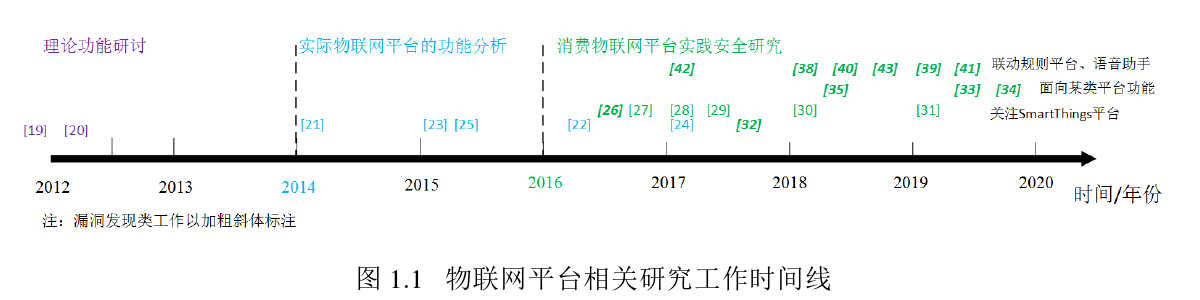 理论功能研讨 实际物联网平台的功能分析 消费物联网平台实践安全研究
[42] [38] [40] [43] [39] [41] 联动规则平台、语音助手
[35] [33] [34] 面向某类平台功能
[26] [27] [28] [29] [30] [31] 关注SmartThings平台
[19] [20] [21] [23] [25] [22] [24] [32]
2012 2013 2014 2015 2016 2017 2018 2019 2020 时间/年份
注：漏洞发现类工作以加粗斜体标注
图 1.1 物联网平台相关研究工作时间线